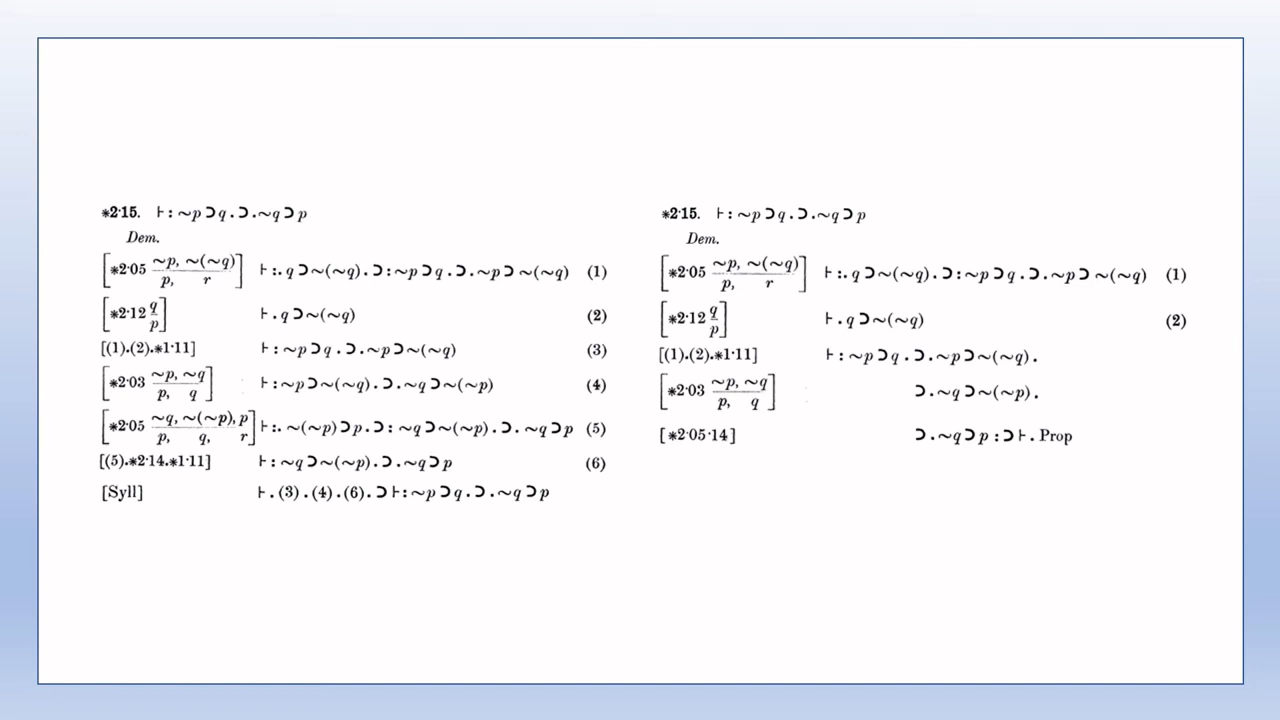 ∗2·15. ⊦ : ∼p ⊃ q . ⊃ . ∼q ⊃ p
Dem.
[∗2·05 ∼p, ∼(∼q) / p, r] ⊦ :. q ⊃ ∼(∼q) . ⊃ : ∼p ⊃ q . ⊃ . ∼p ⊃ ∼(∼q) (1)
[∗2·12 q / p] ⊦ . q ⊃ ∼(∼q) (2)
[(1).(2).∗1·11] ⊦ : ∼p ⊃ q . ⊃ . ∼p ⊃ ∼(∼q) (3)
[∗2·03 ∼p, ∼q / p, q] ⊦ : ∼p ⊃ ∼(∼q) . ⊃ . ∼q ⊃ ∼(∼p) (4)
[∗2·05 ∼q, ∼(∼p), p / p, q, r] ⊦ :. ∼(∼p) ⊃ p . ⊃ : ∼q ⊃ ∼(∼p) . ⊃ . ∼q ⊃ p (5)
[(5).∗2·14.∗1·11] ⊦ : ∼q ⊃ ∼(∼p) . ⊃ . ∼q ⊃ p (6)
[Syll] ⊦ . (3) . (4) . (6) . ⊃ ⊦ : ∼p ⊃ q . ⊃ . ∼q ⊃ p
∗2·15. ⊦ : ∼p ⊃ q . ⊃ . ∼q ⊃ p
Dem.
[∗2·05 ∼p, ∼(∼q) / p, r] ⊦ :. q ⊃ ∼(∼q) . ⊃ : ∼p ⊃ q . ⊃ . ∼p ⊃ ∼(∼q) (1)
[∗2·12 q / p] ⊦ . q ⊃ ∼(∼q) (2)
[(1).(2).∗1·11] ⊦ : ∼p ⊃ q . ⊃ . ∼p ⊃ ∼(∼q) .
[∗2·03 ∼p, ∼q / p, q] ⊃ . ∼q ⊃ ∼(∼p) .
[∗2·05·14] ⊃ . ∼q ⊃ p : ⊃ ⊦ . Prop